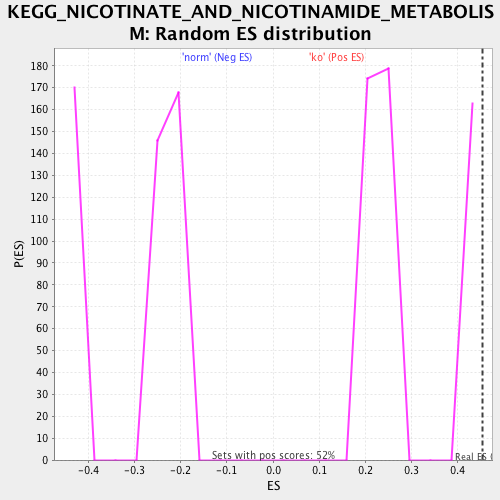 KEGG_NICOTINATE_AND_NICOTINAMIDE_METABOLIS
M: Random ES distribution
'norm' (Neg ES) 'ko' (Pos ES)
180
170
160
150
140
130
120
110
100
90
80
70
60
50
40
30
20
10
0
P(ES)
Sets with pos scores: 52%
Real ES (
-0.4 -0.3 -0.2 -0.1 0.0 0.1 0.2 0.3 0.4
ES